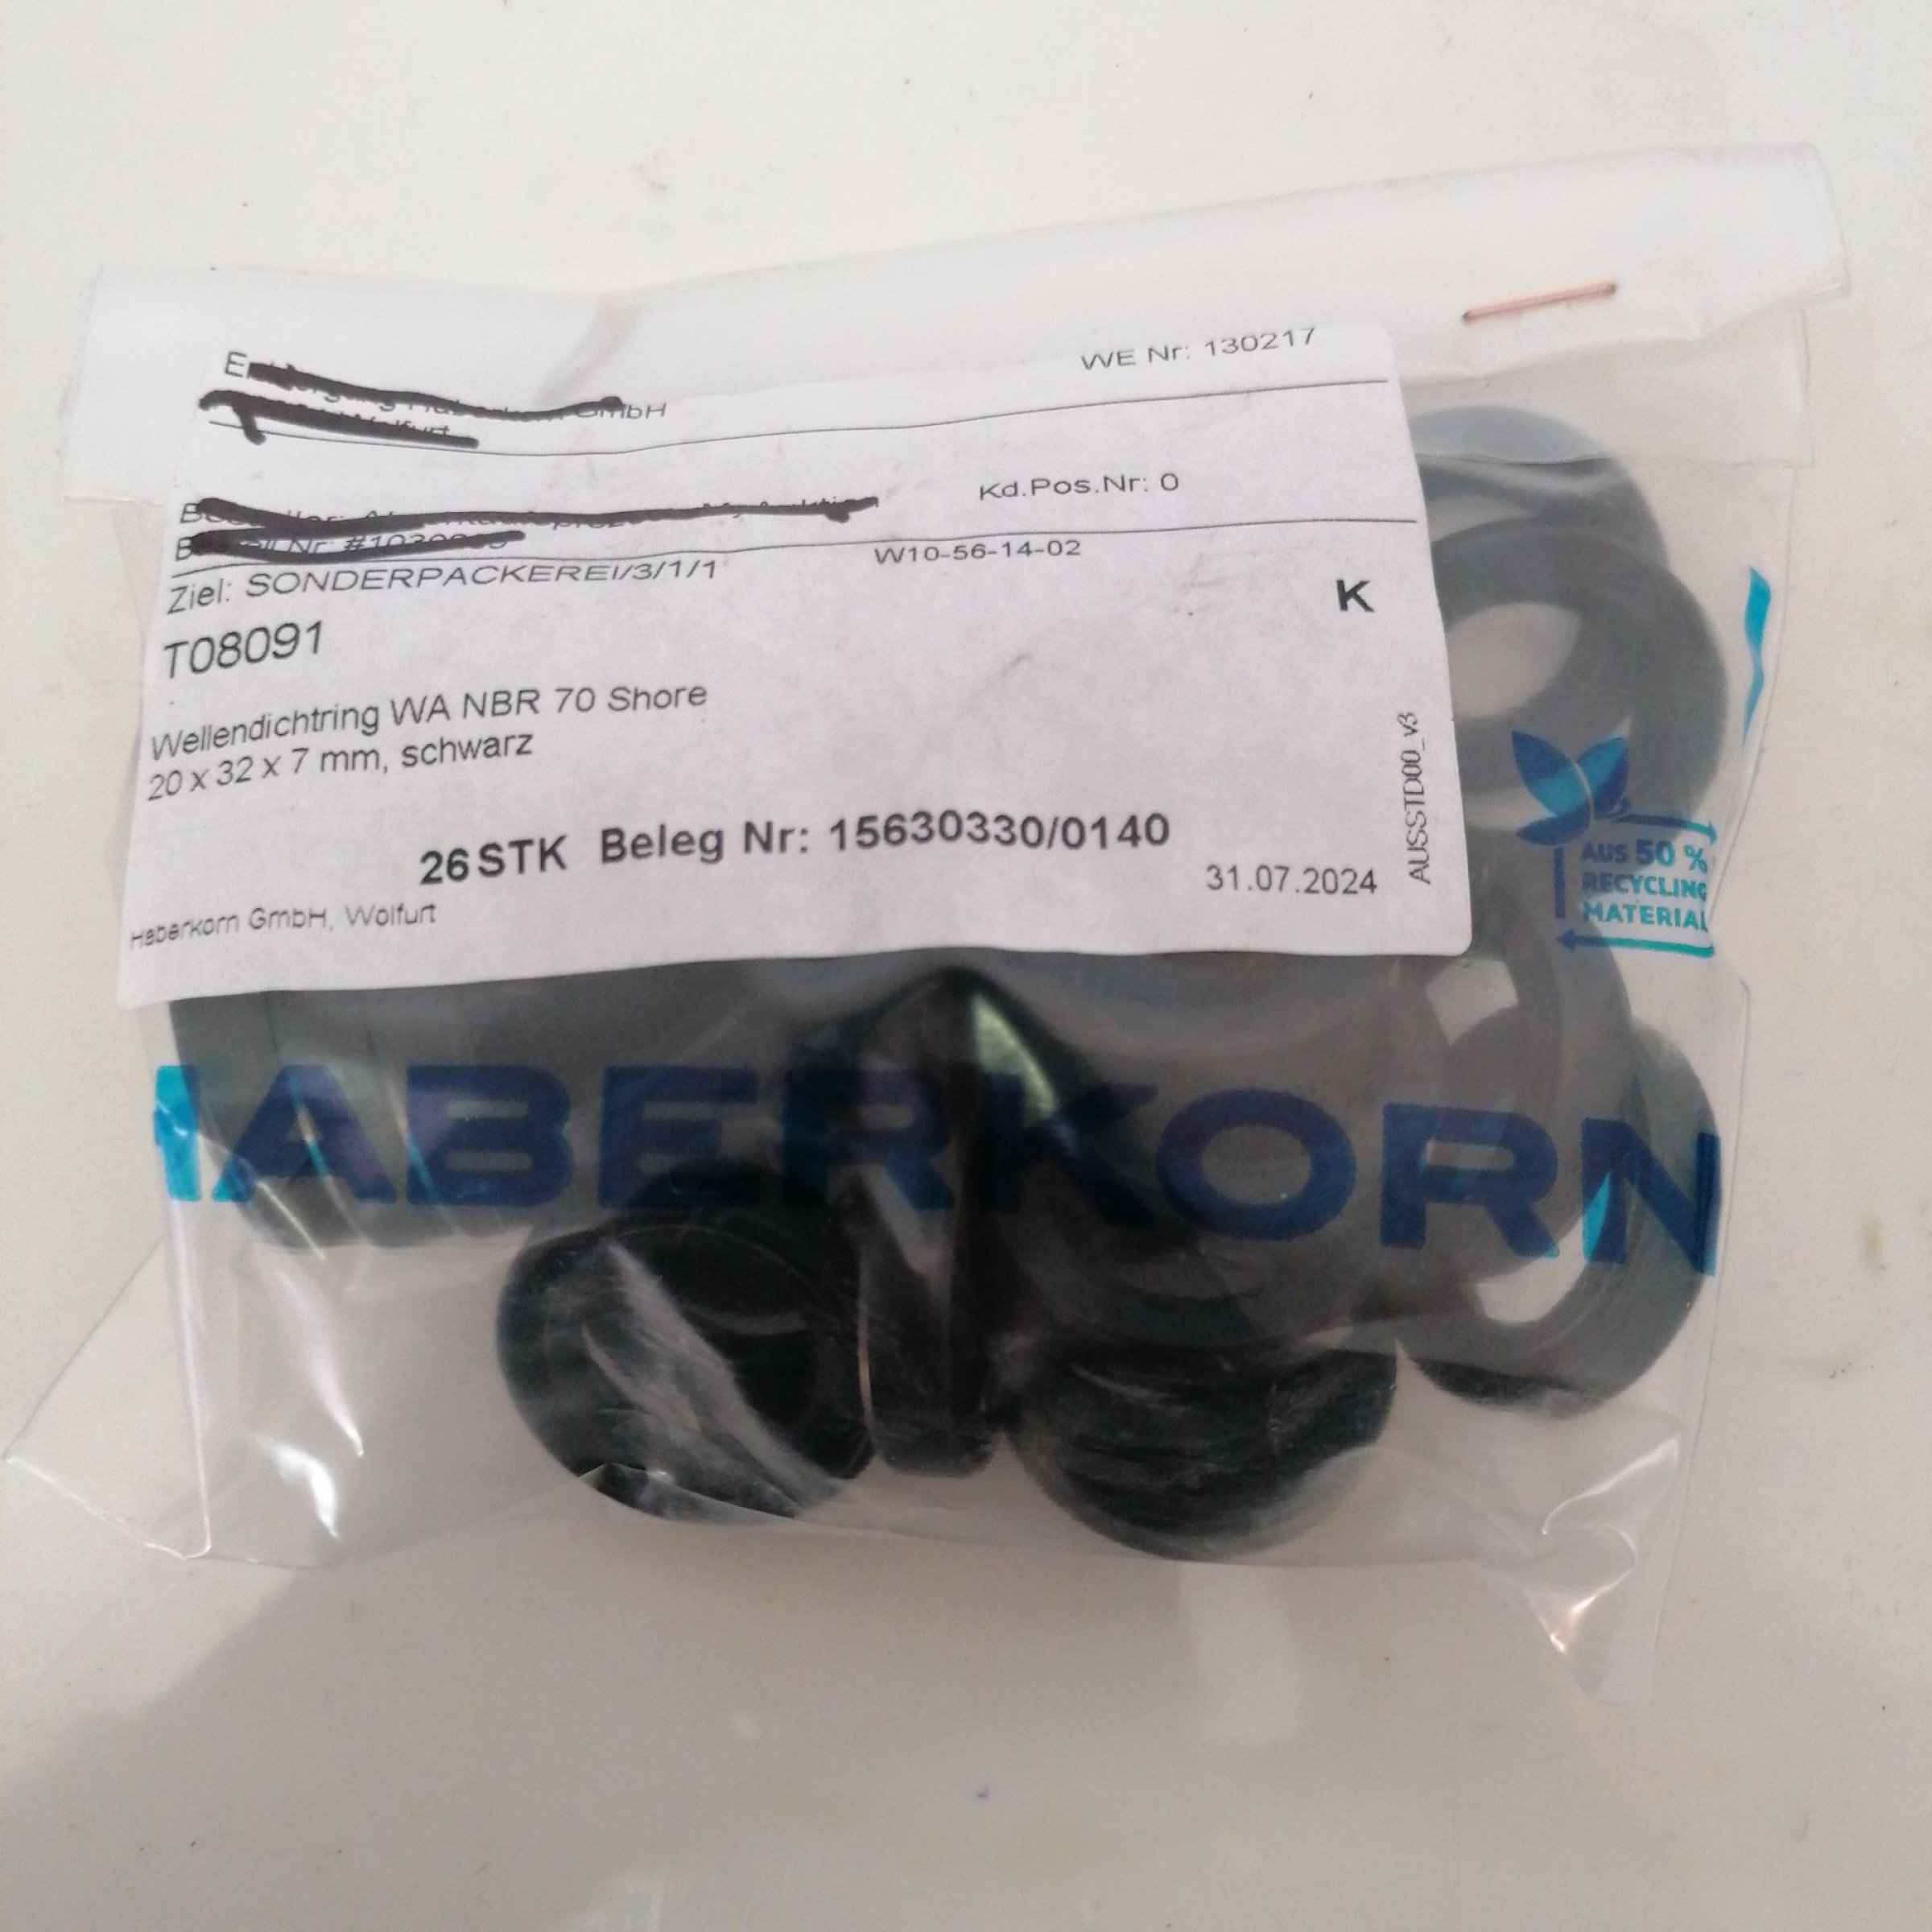 WE Nr: 130217
GmbH
Kd.Pos.Nr: 0
Ziel: SONDERPACKEREI/3/1/1
W10-56-14-02
K
T08091
Wellendichtring WA NBR 70 Shore
20 x 32 x 7 mm, schwarz
26 STK Beleg Nr: 15630330/0140
31.07.2024
AUSSTD00_v3
Haberkorn GmbH, Wolfurt
AUS 50 %
RECYCLING
MATERIAL
HABERKORN